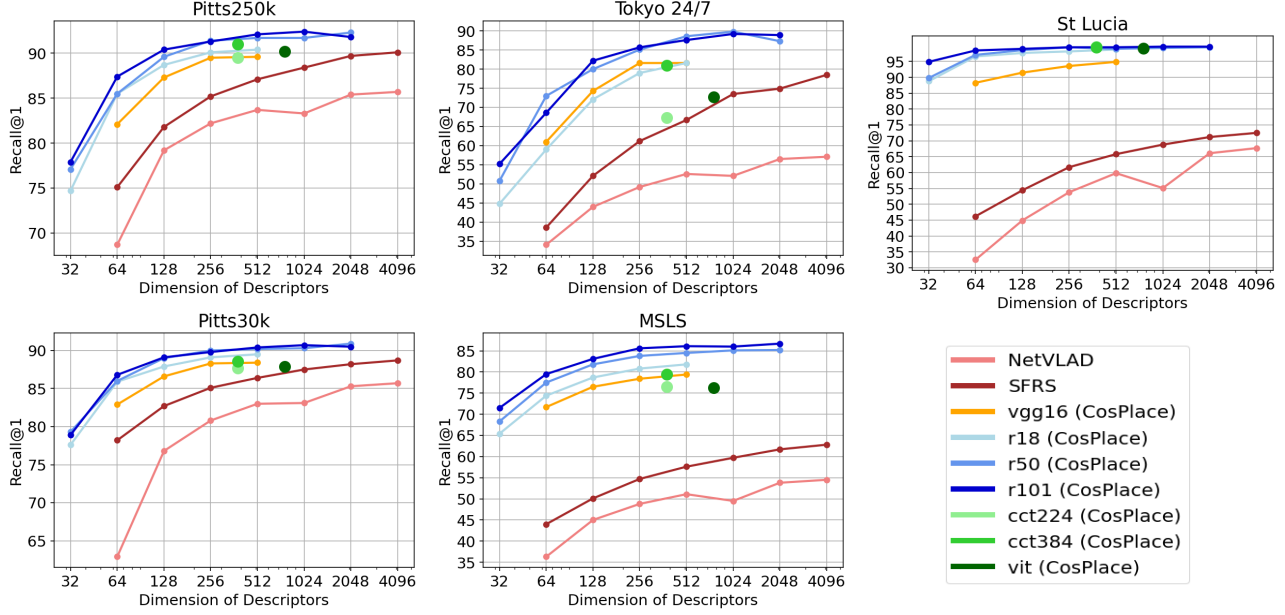 Pitts250k
Recall@1
90
85
80
75
70
32 64 128 256 512 1024 2048 4096
Dimension of Descriptors
Tokyo 24/7
Recall@1
90
85
80
75
70
65
60
55
50
45
40
35
32 64 128 256 512 1024 2048 4096
Dimension of Descriptors
St Lucia
Recall@1
95
90
85
80
75
70
65
60
55
50
45
40
35
30
32 64 128 256 512 1024 2048 4096
Dimension of Descriptors
Pitts30k
Recall@1
90
85
80
75
70
65
32 64 128 256 512 1024 2048 4096
Dimension of Descriptors
MSLS
Recall@1
85
80
75
70
65
60
55
50
45
40
35
32 64 128 256 512 1024 2048 4096
Dimension of Descriptors
NetVLAD
SFRS
vgg16 (CosPlace)
r18 (CosPlace)
r50 (CosPlace)
r101 (CosPlace)
cct224 (CosPlace)
cct384 (CosPlace)
vit (CosPlace)